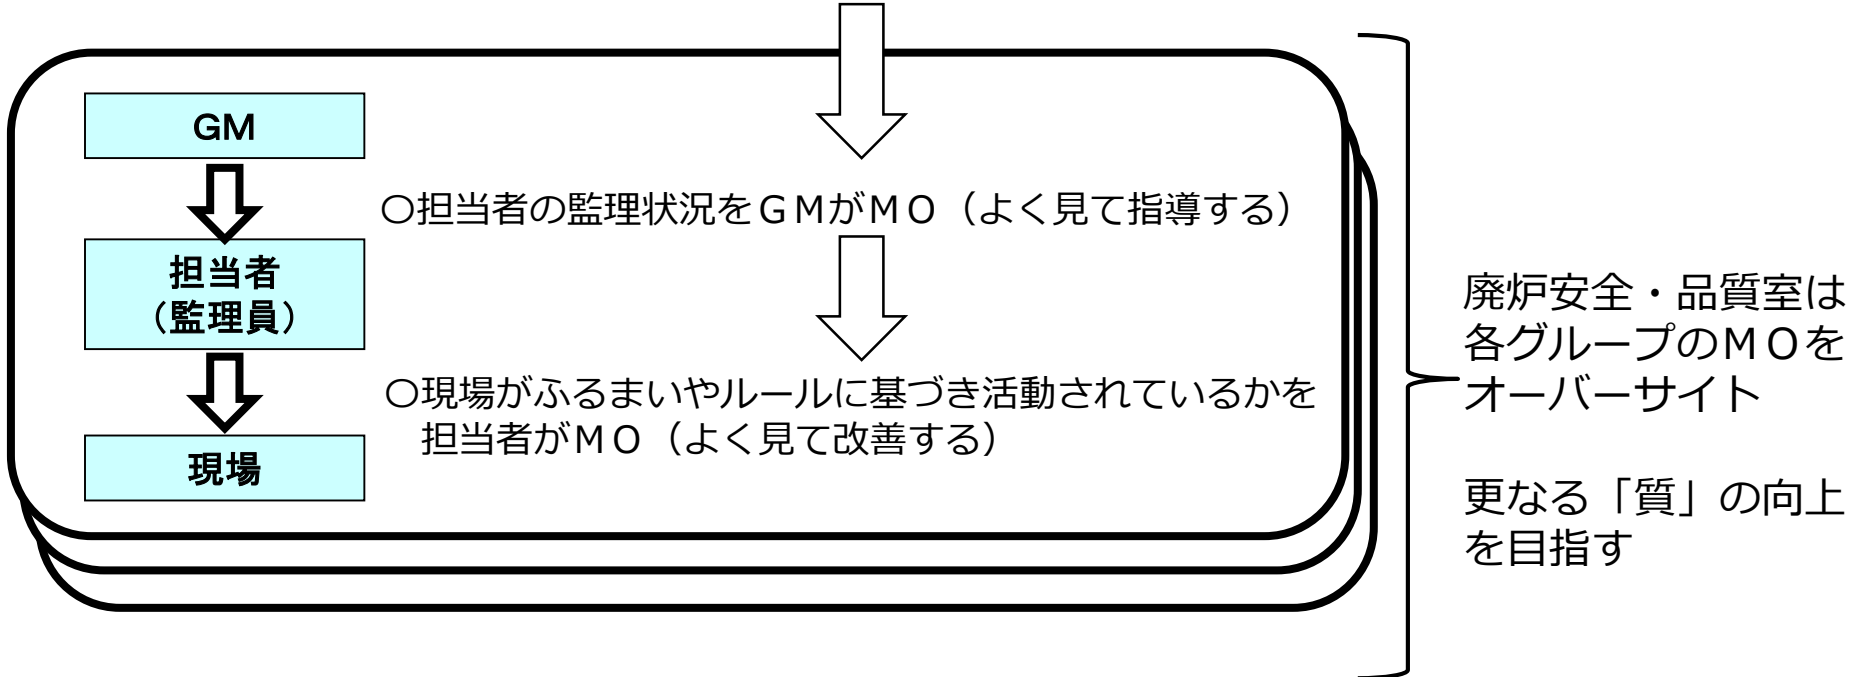 GM
○担当者の監理状況をＧＭがＭＯ（よく見て指導する）
担当者
（監理員）
○現場がふるまいやルールに基づき活動されているかを
担当者がＭＯ（よく見て改善する）
現場
廃炉安全・品質室は
各グループのＭＯを
オーバーサイト
更なる「質」の向上
を目指す